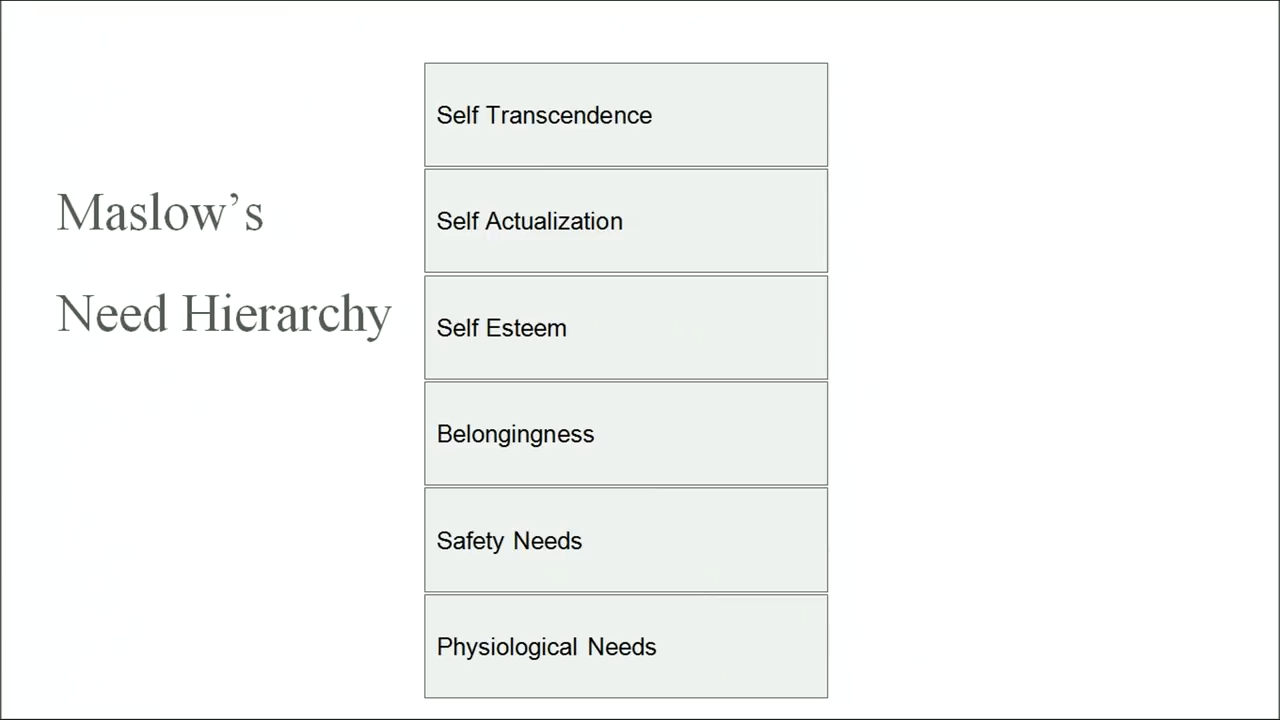 Maslow’s
Need Hierarchy
Self Transcendence
Self Actualization
Self Esteem
Belongingness
Safety Needs
Physiological Needs